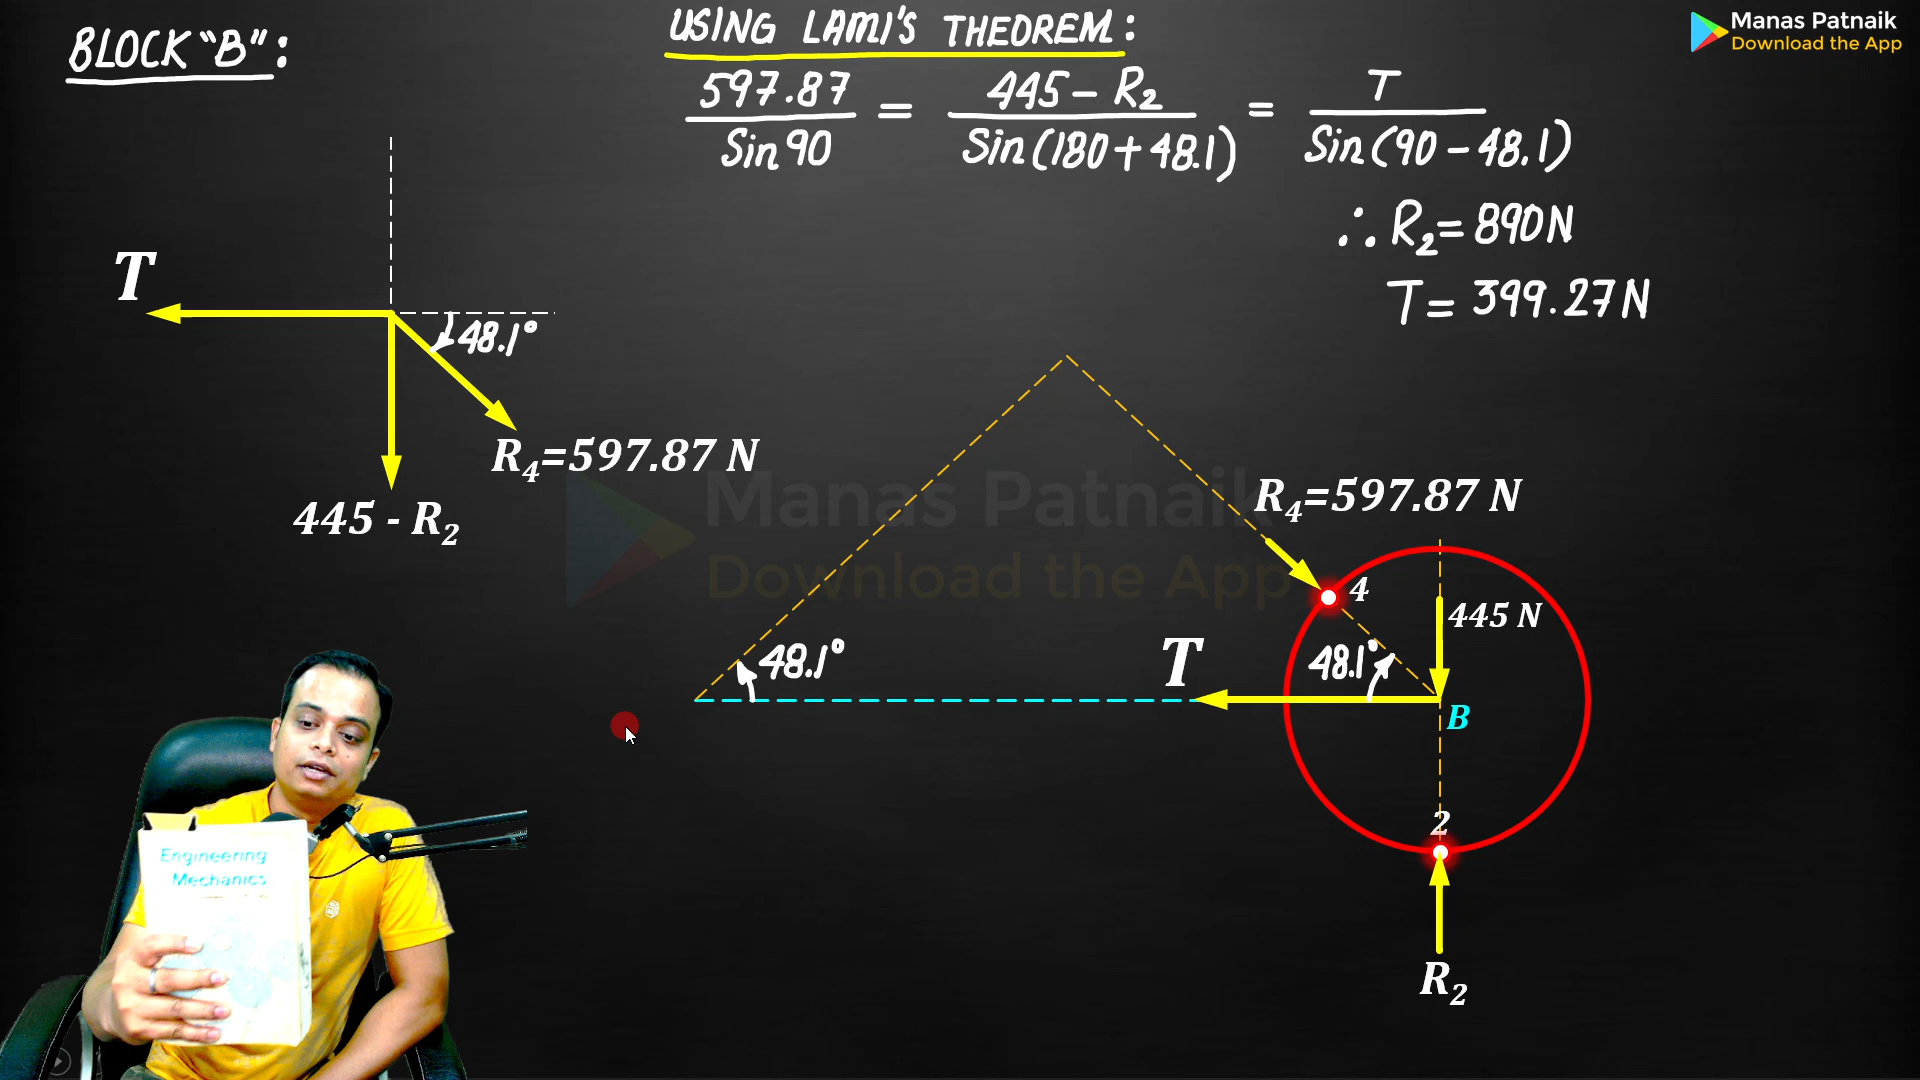 BLOCK "B":
USING LAMI'S THEOREM:
597.87 / Sin 90 = 445 - R₂ / Sin(180 + 48.1) = T / Sin(90 - 48.1)
∴ R₂ = 890 N
T = 399.27 N
Manas Patnaik
Download the App
T
48.1°
R₄=597.87 N
445 - R₂
Manas Patnaik
Download the App
R₄=597.87 N
4
445 N
48.1°
T
48.1°
B
2
R₂
Engineering
Mechanics